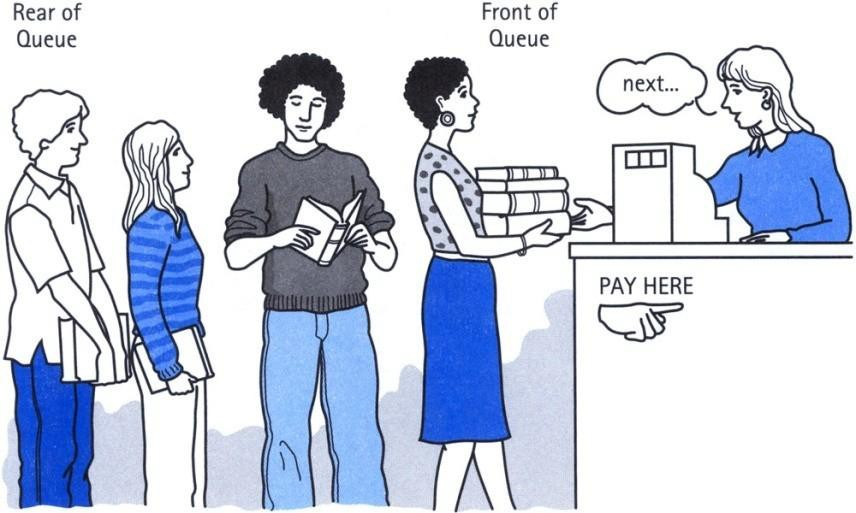 Rear of
Queue
Front of
Queue
next...
PAY HERE